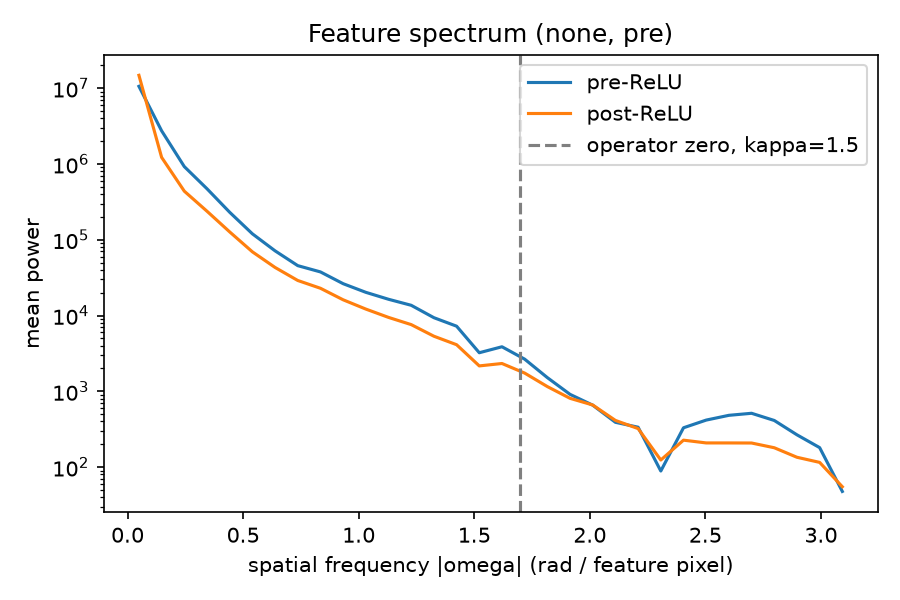 Feature spectrum (none, pre)
pre-ReLU
post-ReLU
operator zero, kappa=1.5
mean power
10^7
10^6
10^5
10^4
10^3
10^2
0.0 0.5 1.0 1.5 2.0 2.5 3.0
spatial frequency |omega| (rad / feature pixel)